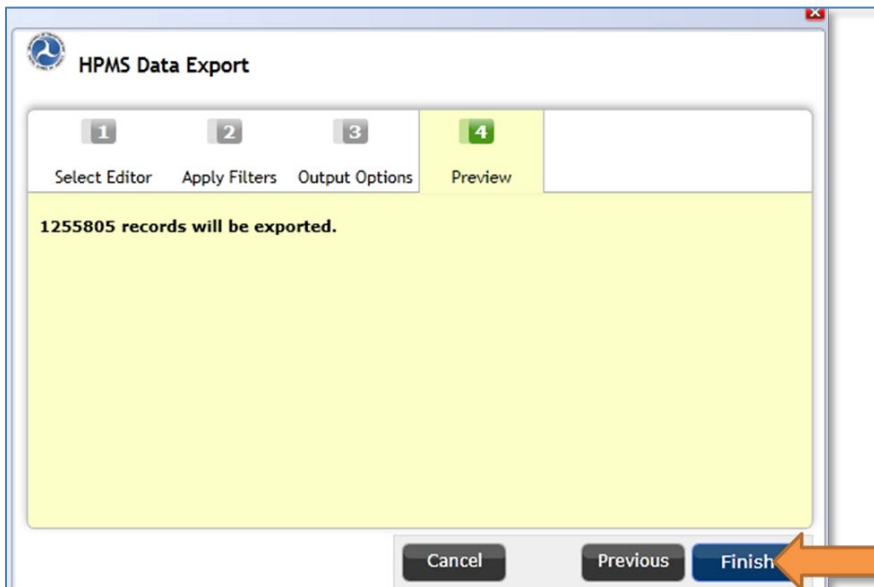 HPMS Data Export
1 2 3 4
Select Editor Apply Filters Output Options Preview
1255805 records will be exported.
Cancel Previous Finish